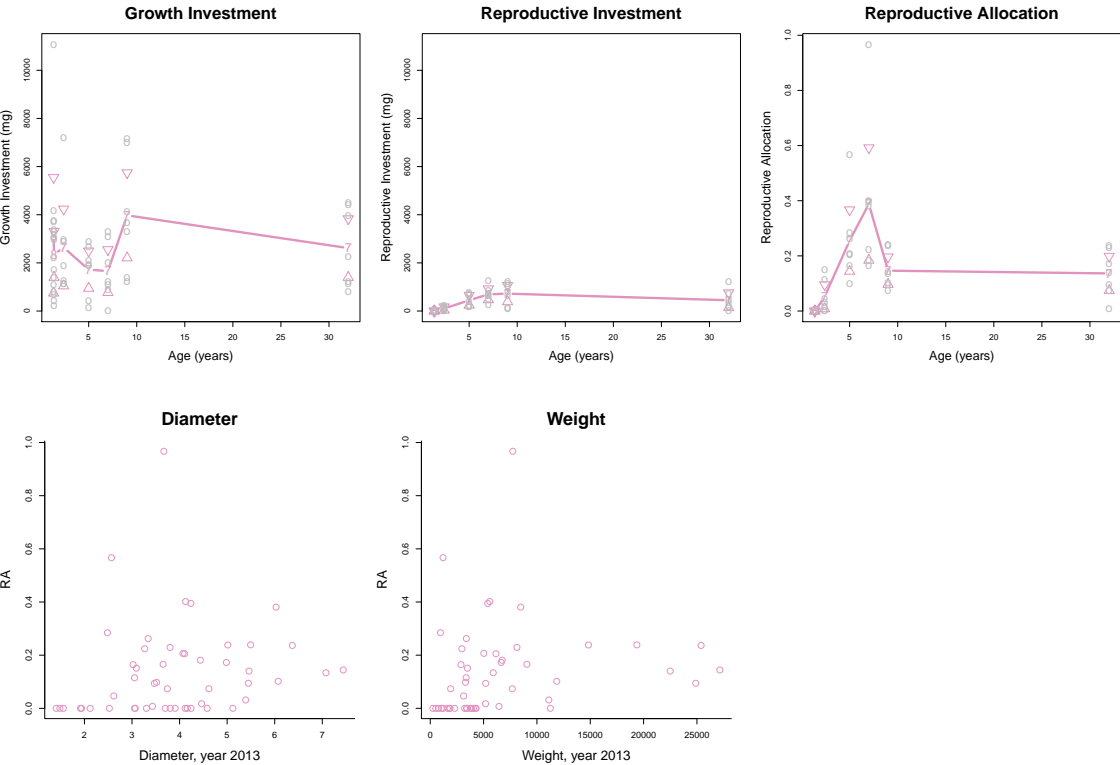 Growth Investment
Growth Investment (mg)
10000
8000
6000
4000
2000
0
5 10 15 20 25 30
Age (years)
Reproductive Investment
Reproductive Investment (mg)
10000
8000
6000
4000
2000
0
5 10 15 20 25 30
Age (years)
Reproductive Allocation
Reproductive Allocation
1.0
0.8
0.6
0.4
0.2
0.0
5 10 15 20 25 30
Age (years)
Diameter
RA
1.0
0.8
0.6
0.4
0.2
0.0
2 3 4 5 6 7
Diameter, year 2013
Weight
RA
1.0
0.8
0.6
0.4
0.2
0.0
0 5000 10000 15000 20000 25000
Weight, year 2013